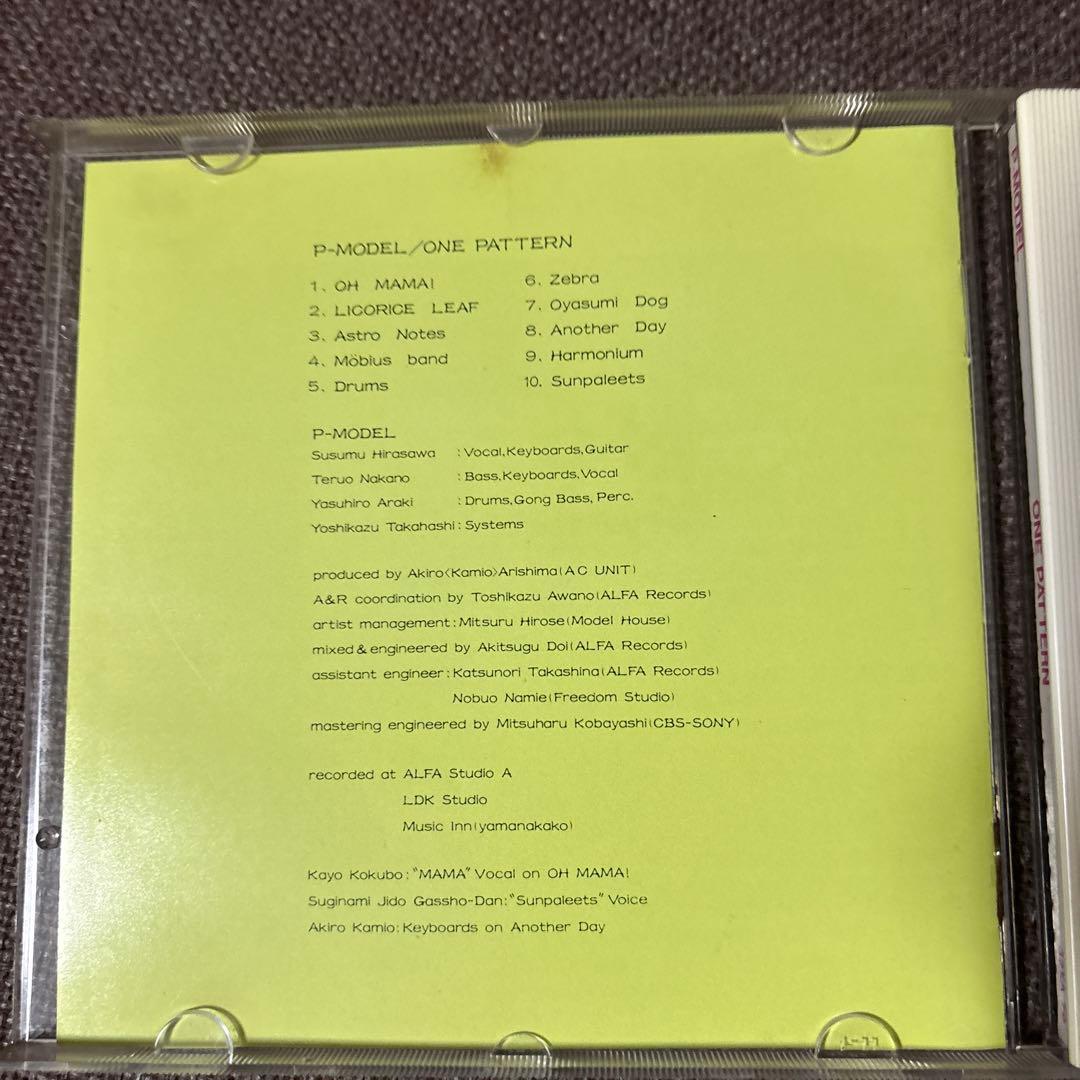 P-MODEL/ONE PATTERN
1. OH MAMA!
2. LICORICE LEAF
3. Astro Notes
4. Möbius band
5. Drums
6. Zebra
7. Oyasumi Dog
8. Another Day
9. Harmonium
10. Sunpaleets
P-MODEL
Susumu Hirasawa :Vocal,Keyboards,Guitar
Teruo Nakano :Bass,Keyboards,Vocal
Yasuhiro Araki :Drums,Gong Bass, Perc.
Yoshikazu Takahashi:Systems
produced by Akiro<Kamio>Arishima(AC UNIT)
A&R coordination by Toshikazu Awano(ALFA Records)
artist management:Mitsuru Hirose(Model House)
mixed & engineered by Akitsugu Doi(ALFA Records)
assistant engineer:Katsunori Takashina(ALFA Records)
Nobuo Namie(Freedom Studio)
mastering engineered by Mitsuharu Kobayashi(CBS-SONY)
recorded at ALFA Studio A
LDK Studio
Music Inn(yamanakako)
Kayo Kokubo:"MAMA" Vocal on OH MAMA!
Suginami Jido Gassho-Dan:"Sunpaleets" Voice
Akiro Kamio:Keyboards on Another Day
P-MODEL
ONE PATTERN